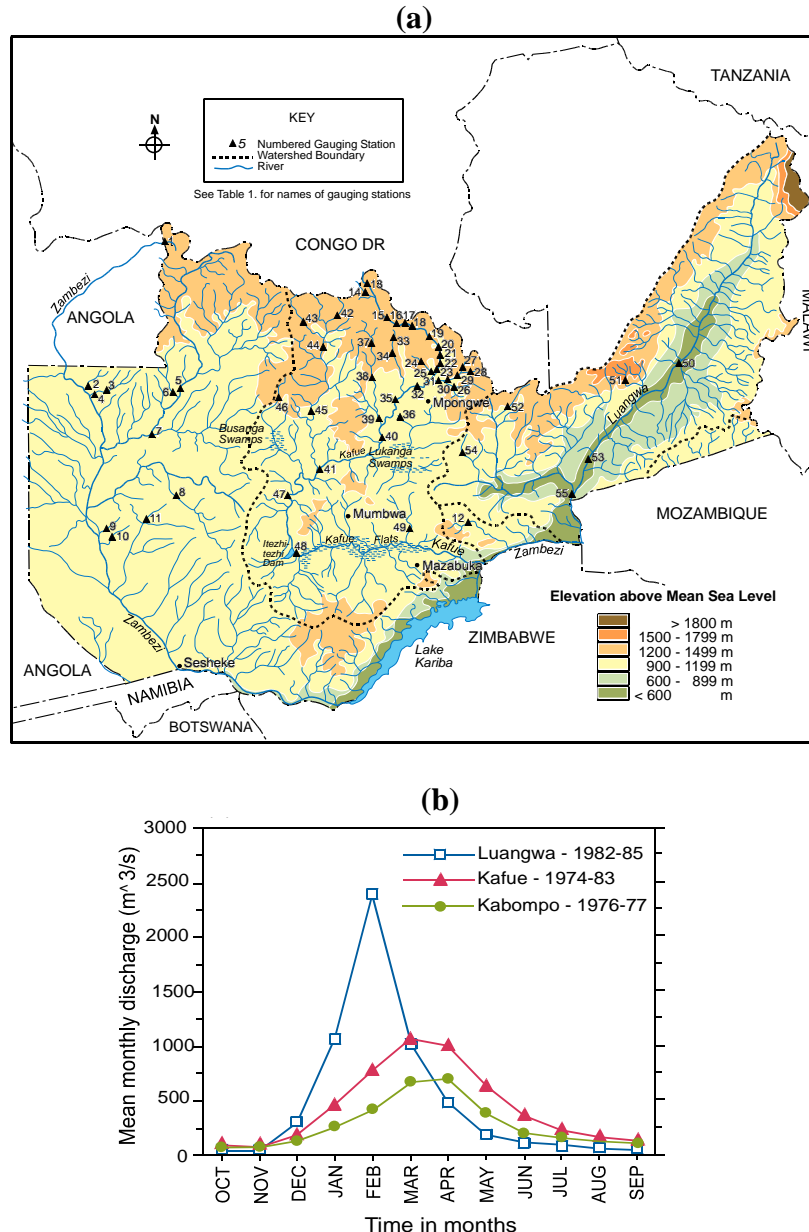 (a)
TANZANIA
KEY
N
5 Numbered Gauging Station
Watershed Boundary
River
See Table 1. for names of gauging stations
CONGO DR
Zambezi
ANGOLA
MALAWI
14 13
15 16 17 18
19
20
21
22
23
24
25
26
27
28
29
30
31
32
33
34
35
36
37
38
39
40
41
42
43
44
45
46
47
48
49
50
51
52
53
54
55
2 3
4
5
6
7
8
9
10
11
12
Mpongwe
Luangwa
Busanga
Swamps
Kafue Lukanga
Swamps
Mumbwa
Itezhi-
tezhi
Dam
Kafue Flats
Kafue
Mazabuka
Zambezi
MOZAMBIQUE
Zambezi
Sesheke
Lake
Kariba
ZIMBABWE
ANGOLA
NAMIBIA
BOTSWANA
Elevation above Mean Sea Level
> 1800 m
1500 - 1799 m
1200 - 1499 m
900 - 1199 m
600 - 899 m
< 600 m
(b)
Mean monthly discharge (m^ 3/s)
3000
2500
2000
1500
1000
500
0
Luangwa - 1982-85
Kafue - 1974-83
Kabompo - 1976-77
OCT NOV DEC JAN FEB MAR APR MAY JUN JUL AUG SEP
Time in months